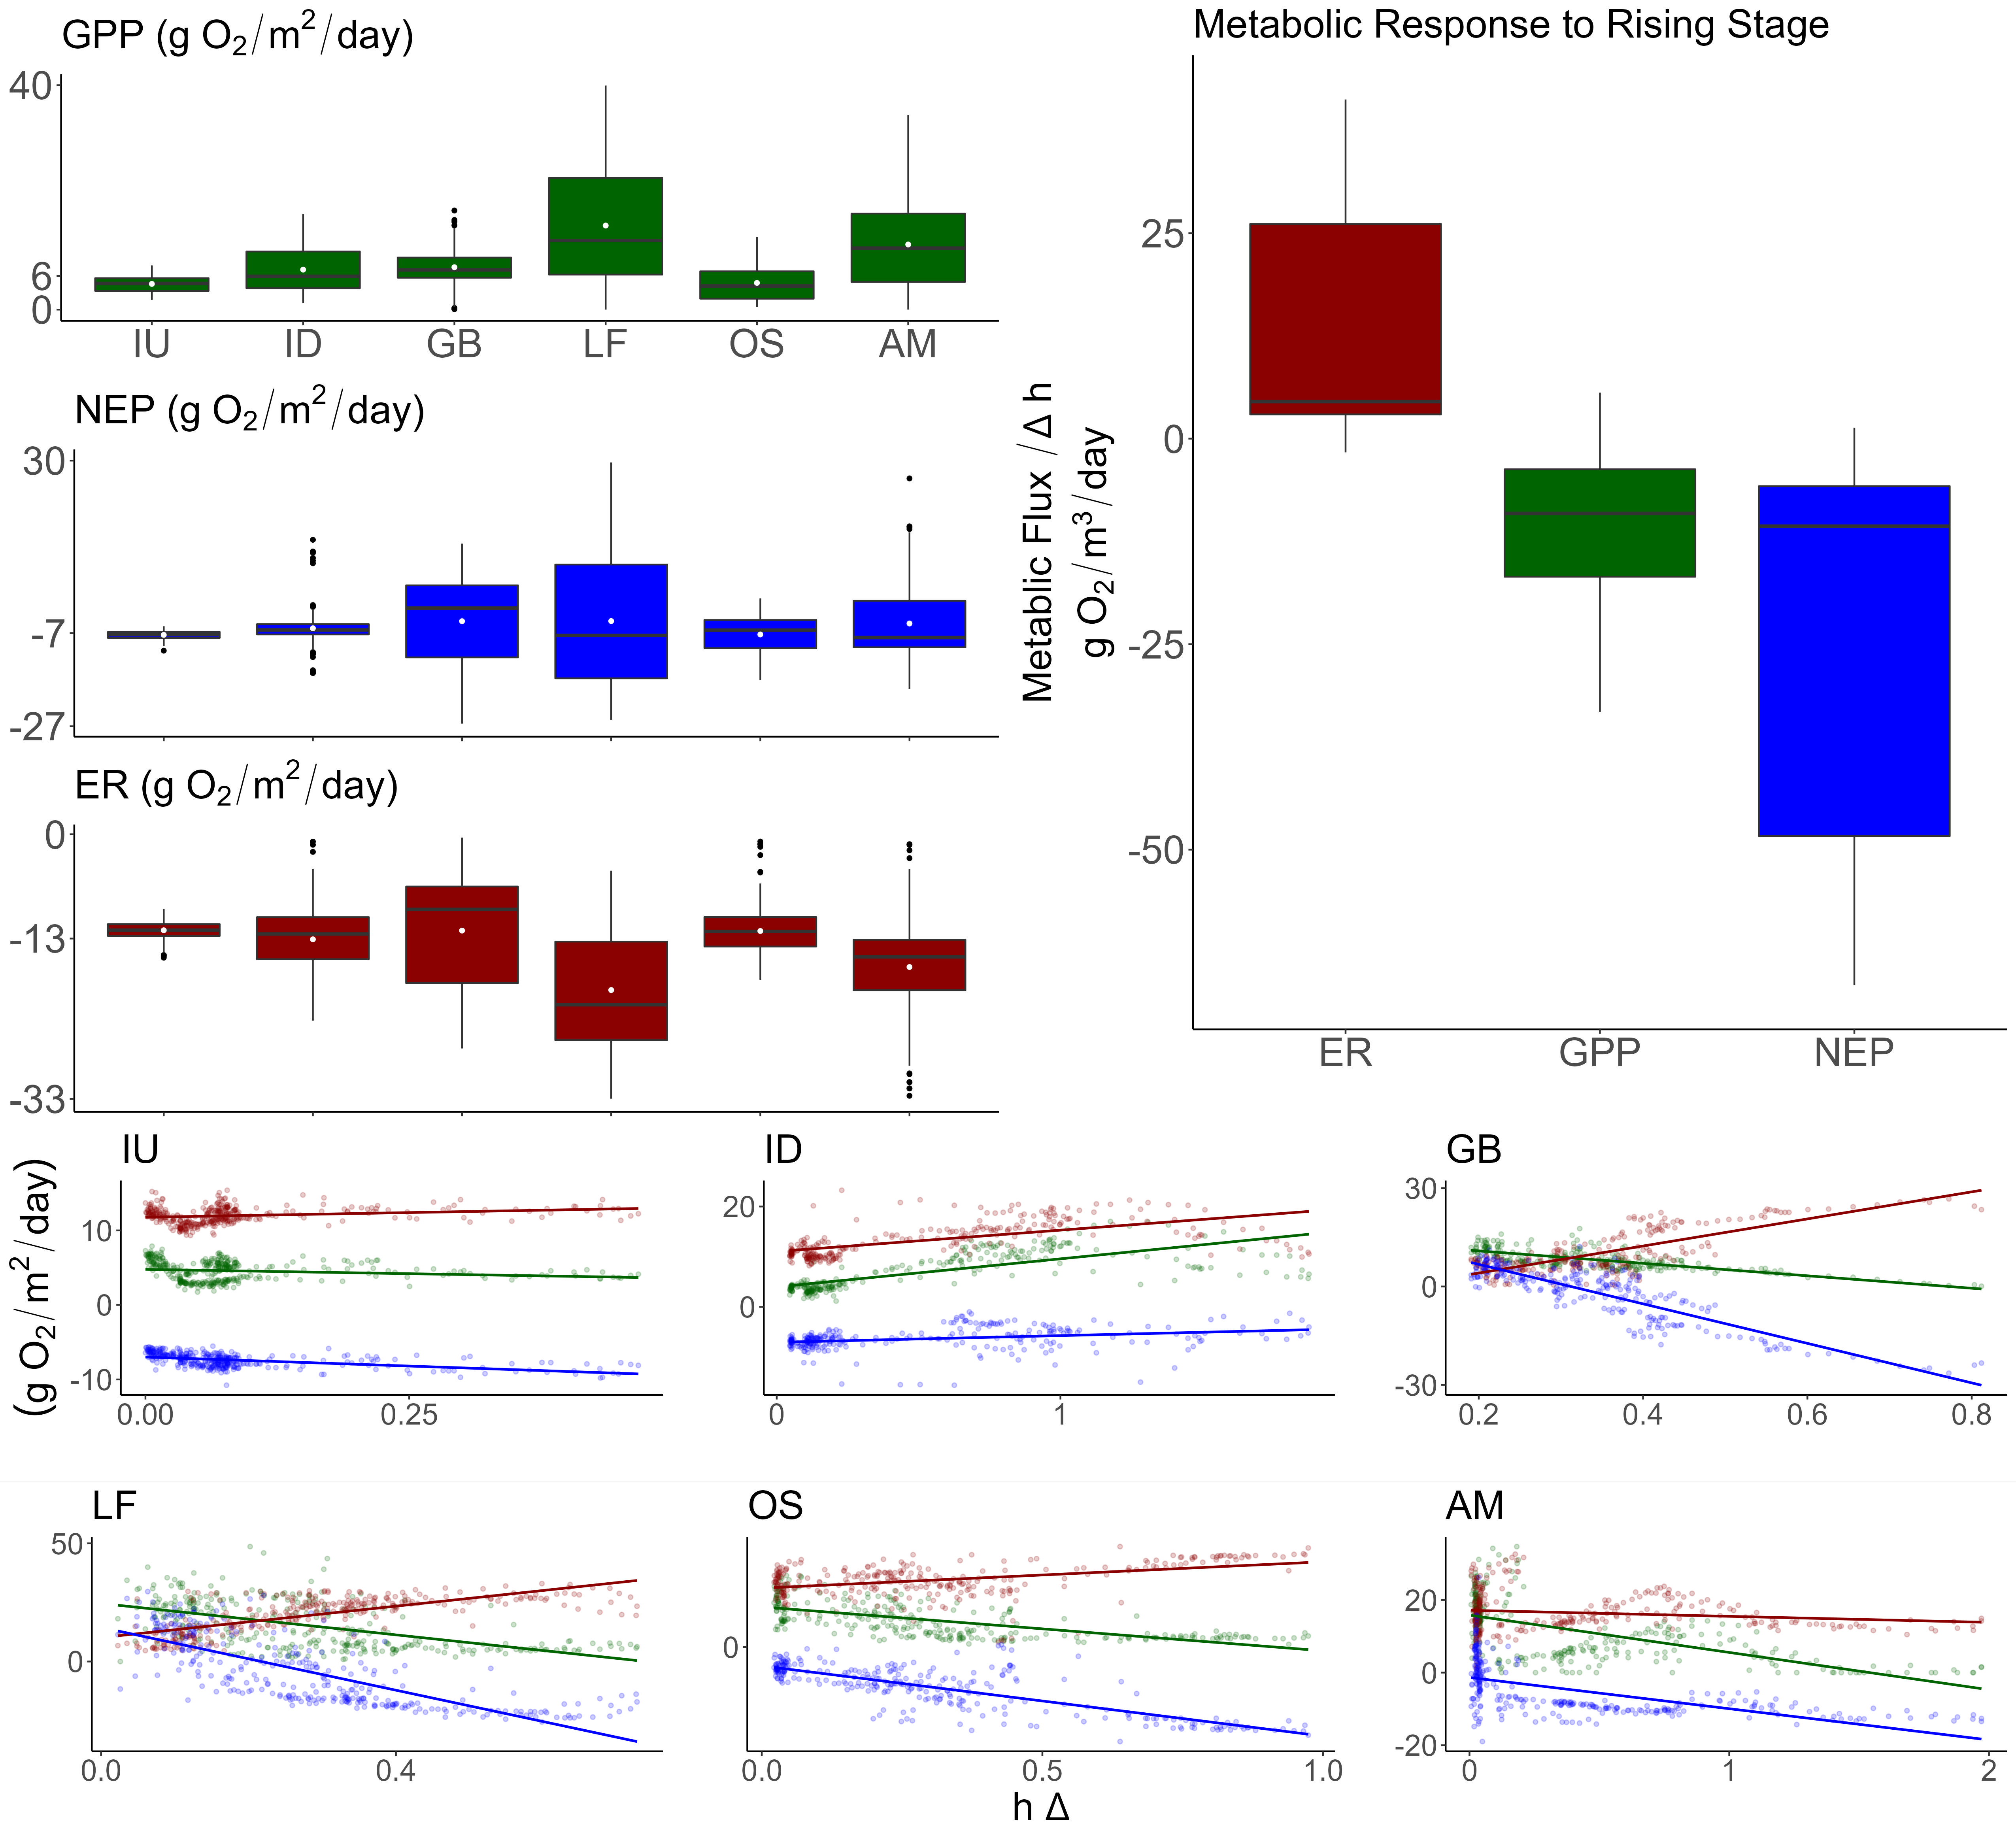 GPP (g O₂/m²/day)
40
6
0
IU ID GB LF OS AM
NEP (g O₂/m²/day)
30
-7
-27
ER (g O₂/m²/day)
0
-13
-33
Metabolic Response to Rising Stage
Metablic Flux / Δ h
g O₂/m³/day
25
0
-25
-50
ER GPP NEP
(g O₂/m²/day)
IU
10
0
-10
0.00 0.25
ID
20
0
0 1
GB
30
0
-30
0.2 0.4 0.6 0.8
LF
50
0
0.0 0.4
OS
0
0.0 0.5 1.0
AM
20
0
-20
0 1 2
h Δ